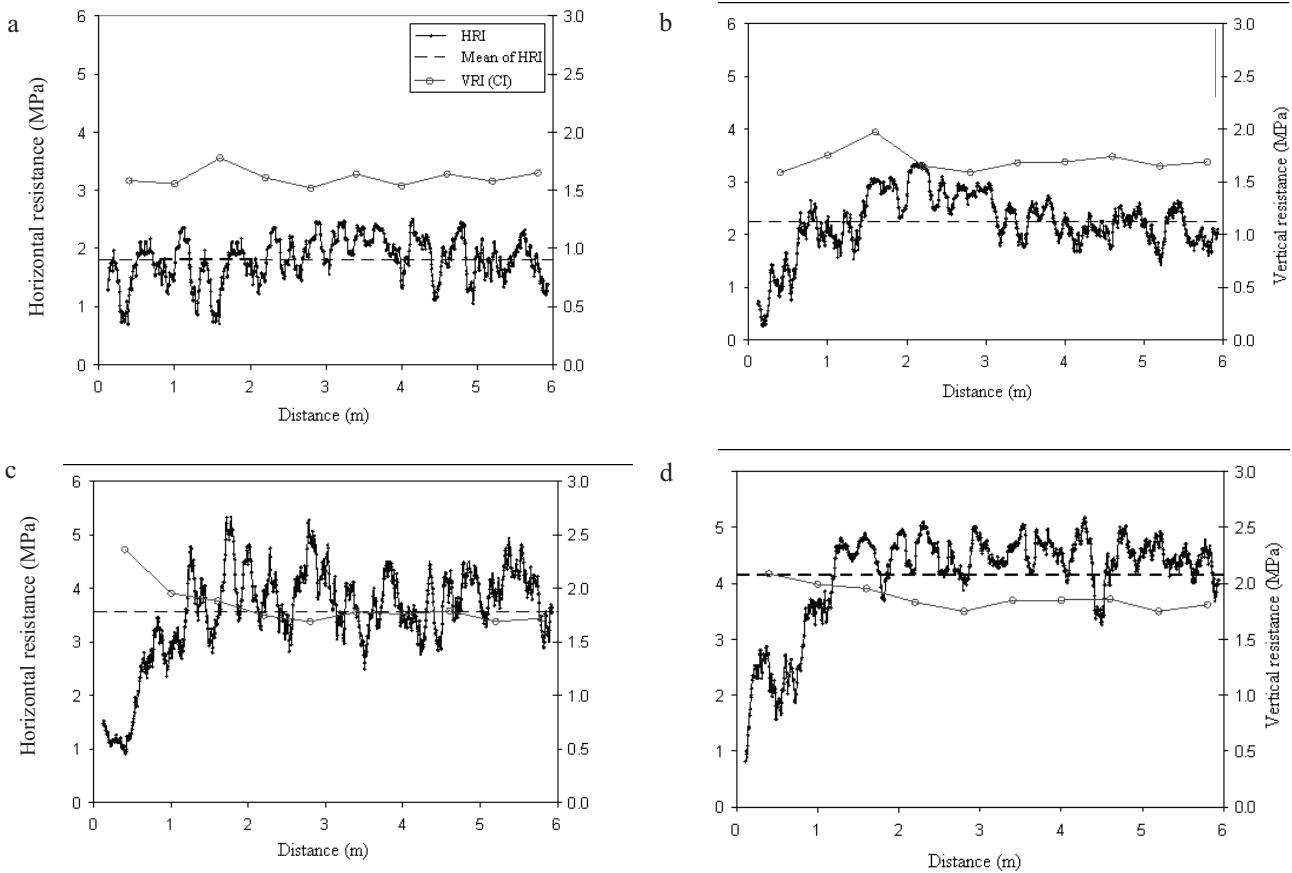 a
6
5
4
3
2
1
0
Horizontal resistance (MPa)
3.0
2.5
2.0
1.5
1.0
0.5
0.0
HRI
Mean of HRI
VRI (CI)
0 1 2 3 4 5 6
Distance (m)
b
6
5
4
3
2
1
0
3.0
2.5
2.0
1.5
1.0
0.5
0.0
Vertical resistance (MPa)
0 1 2 3 4 5 6
Distance (m)
c
6
5
4
3
2
1
0
Horizontal resistance (MPa)
3.0
2.5
2.0
1.5
1.0
0.5
0.0
0 1 2 3 4 5 6
Distance (m)
d
6
5
4
3
2
1
0
3.0
2.5
2.0
1.5
1.0
0.5
0.0
Vertical resistance (MPa)
0 1 2 3 4 5 6
Distance (m)